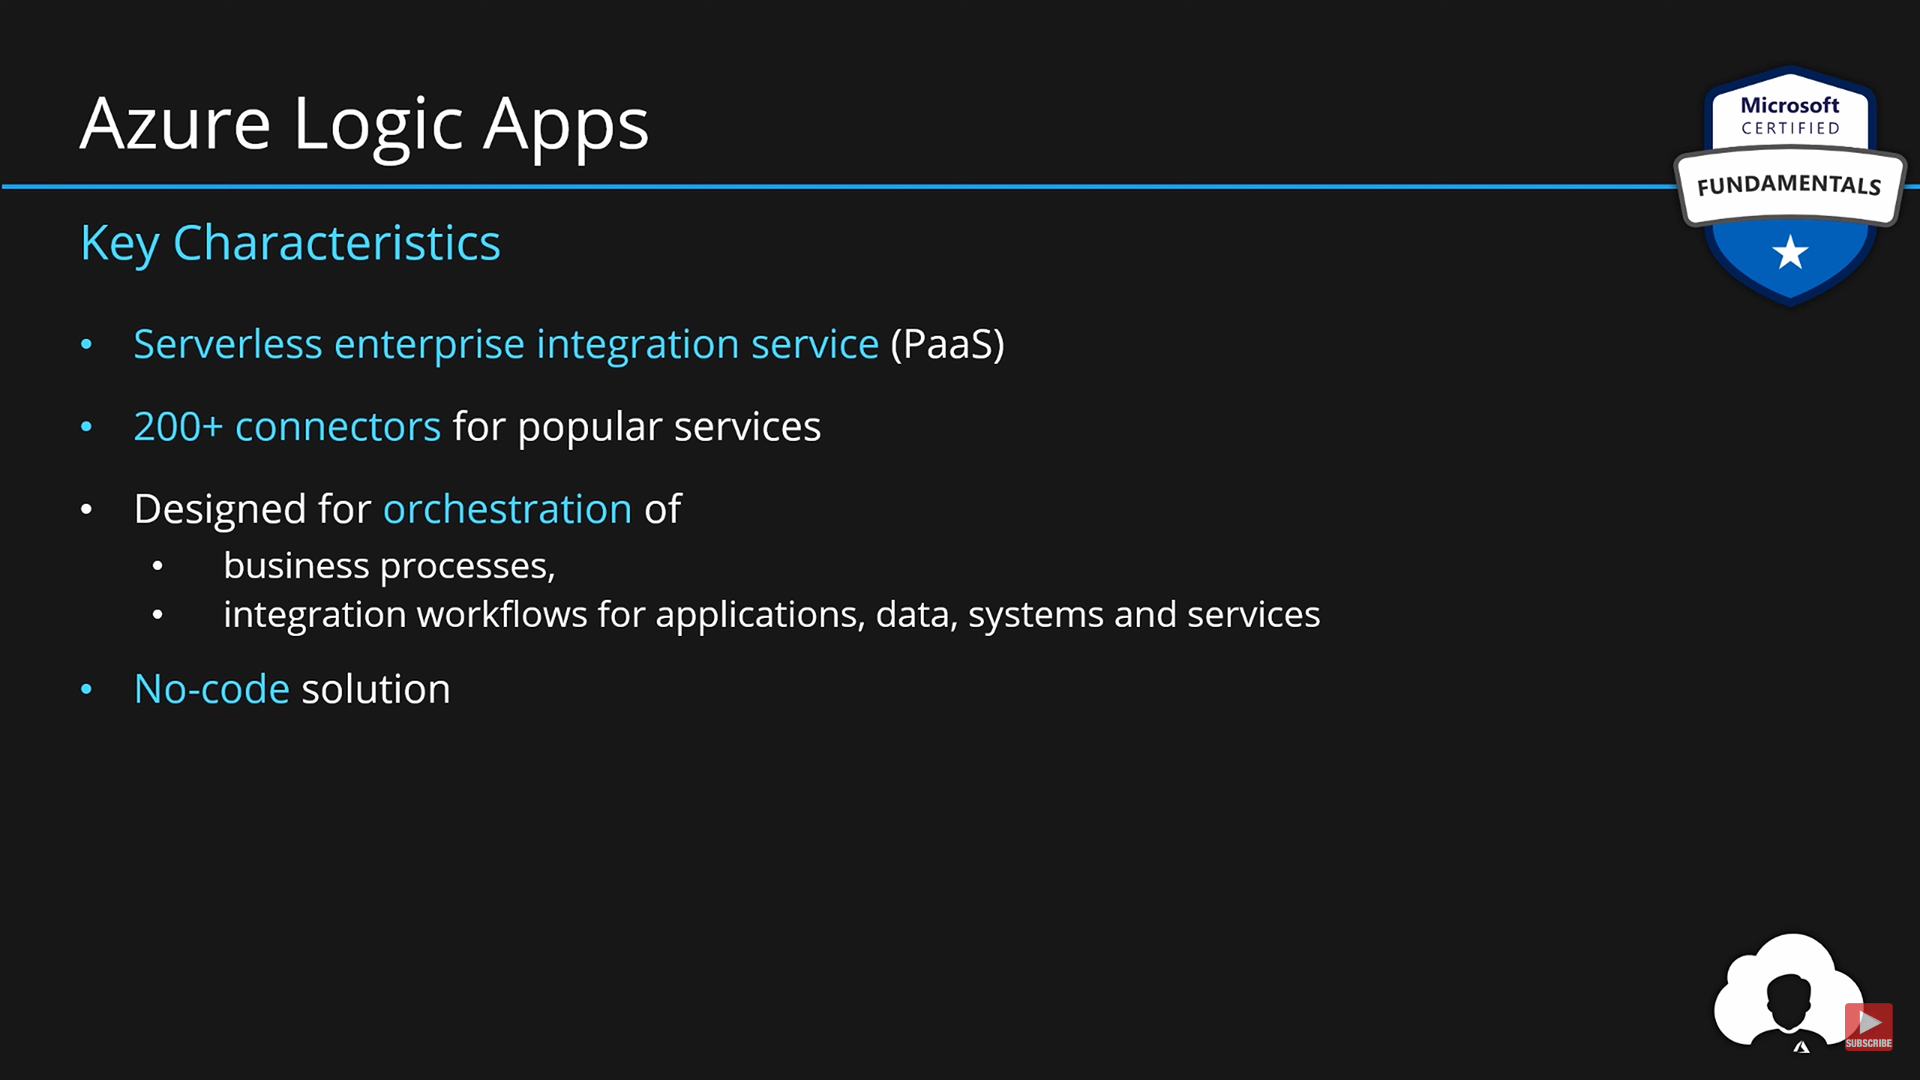 Azure Logic Apps
Microsoft
CERTIFIED
FUNDAMENTALS
Key Characteristics
• Serverless enterprise integration service (PaaS)
• 200+ connectors for popular services
• Designed for orchestration of
• business processes,
• integration workflows for applications, data, systems and services
• No-code solution
SUBSCRIBE